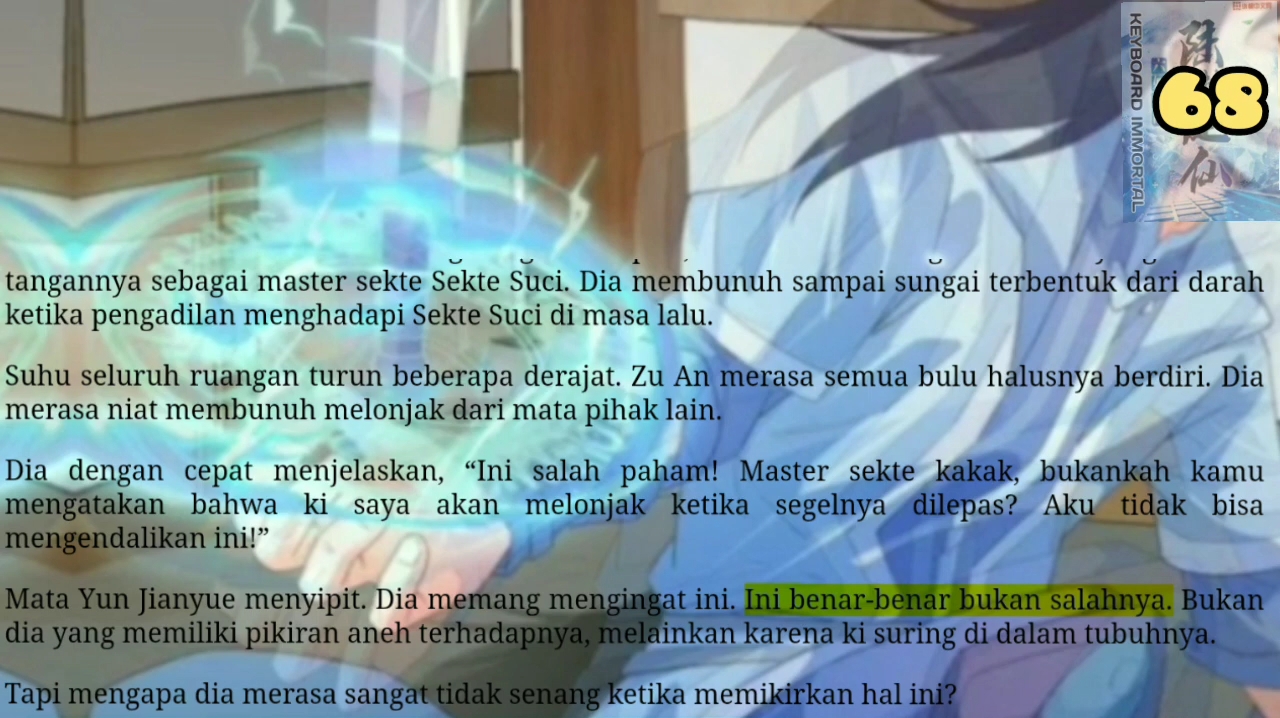 KEYBOARD IMMORTAL
68
tangannya sebagai master sekte Sekte Suci. Dia membunuh sampai sungai terbentuk dari darah
ketika pengadilan menghadapi Sekte Suci di masa lalu.
Suhu seluruh ruangan turun beberapa derajat. Zu An merasa semua bulu halusnya berdiri. Dia
merasa niat membunuh melonjak dari mata pihak lain.
Dia dengan cepat menjelaskan, “Ini salah paham! Master sekte kakak, bukankah kamu
mengatakan bahwa ki saya akan melonjak ketika segelnya dilepas? Aku tidak bisa
mengendalikan ini!”
Mata Yun Jianyue menyipit. Dia memang mengingat ini. Ini benar-benar bukan salahnya. Bukan
dia yang memiliki pikiran aneh terhadapnya, melainkan karena ki suring di dalam tubuhnya.
Tapi mengapa dia merasa sangat tidak senang ketika memikirkan hal ini?